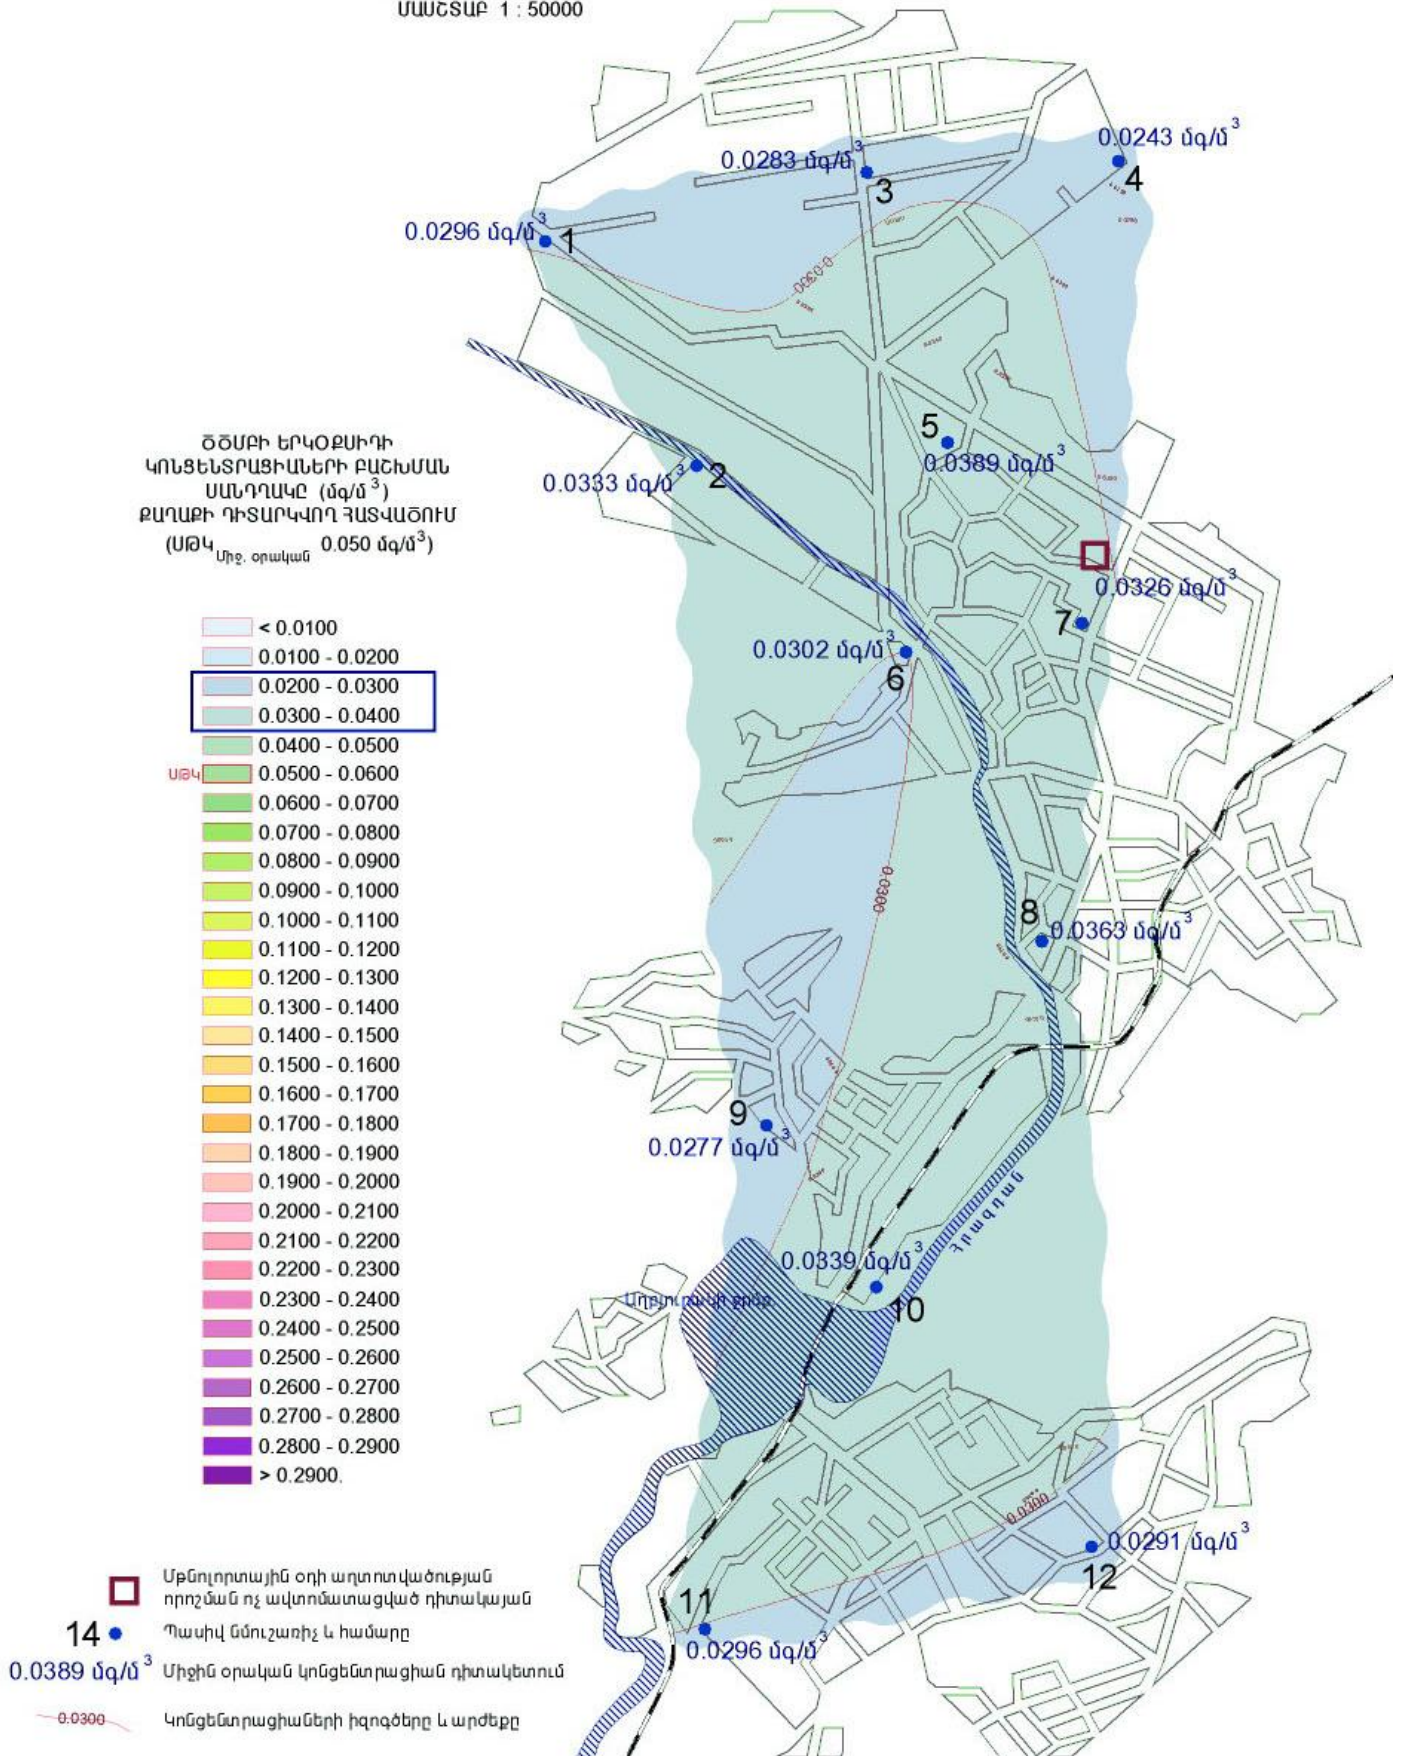 ՄԱՍՇՏԱԲ 1 : 50000
0.0243 մգ/մ³
4
0.0283 մգ/մ³
3
0.0296 մգ/մ³
1
0.0300
5
0.0389 մգ/մ³
0.0333 մգ/մ³
2
0.0326 մգ/մ³
7
0.0302 մգ/մ³
6
0.0300
8
0.0363 մգ/մ³
9
0.0277 մգ/մ³
0.0339 մգ/մ³
10
0.0300
0.0291 մգ/մ³
12
11
0.0296 մգ/մ³
ԾԾՄԲԻ ԵՐԿՕՔՍԻԴԻ
ԿՈՆՑԵՆՏՐԱՑԻԱՆԵՐԻ ԲԱՇԽՄԱՆ
ՍԱՆԴՂԱԿԸ (մգ/մ³)
ՔԱՂԱՔԻ ԴԻՏԱՐԿՎՈՂ ՀԱՏՎԱԾՈՒՄ
(ՍԹԿ Միջ. օրական 0.050 մգ/մ³)
< 0.0100
0.0100 - 0.0200
0.0200 - 0.0300
0.0300 - 0.0400
0.0400 - 0.0500
ՍԹԿ 0.0500 - 0.0600
0.0600 - 0.0700
0.0700 - 0.0800
0.0800 - 0.0900
0.0900 - 0.1000
0.1000 - 0.1100
0.1100 - 0.1200
0.1200 - 0.1300
0.1300 - 0.1400
0.1400 - 0.1500
0.1500 - 0.1600
0.1600 - 0.1700
0.1700 - 0.1800
0.1800 - 0.1900
0.1900 - 0.2000
0.2000 - 0.2100
0.2100 - 0.2200
0.2200 - 0.2300
0.2300 - 0.2400
0.2400 - 0.2500
0.2500 - 0.2600
0.2600 - 0.2700
0.2700 - 0.2800
0.2800 - 0.2900
> 0.2900.
Մթնոլորտային օդի աղտոտվածության
որոշման ոչ ավտոմատացված դիտակայան
14 Պասիվ նմուշառիչ և համարը
0.0389 մգ/մ³ Միջին օրական կոնցենտրացիան դիտակետում
0.0300 Կոնցենտրացիաների իզոգծերը և արժեքը